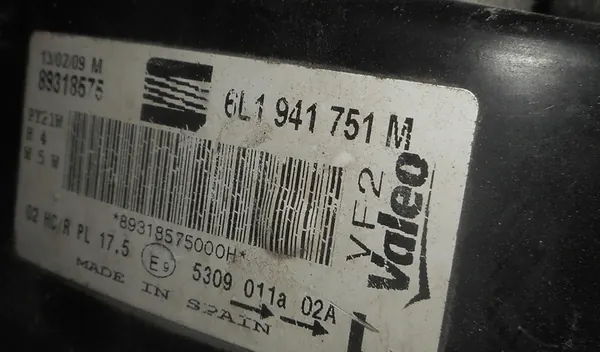 13/02/09 M
89318575
6L1 941 751 M
PY21W
H 4
W 5 W
*89318575000H*
VF2
Valeo
02 HC/R PL 17.5 E9 5309 011a 02A
MADE IN SPAIN